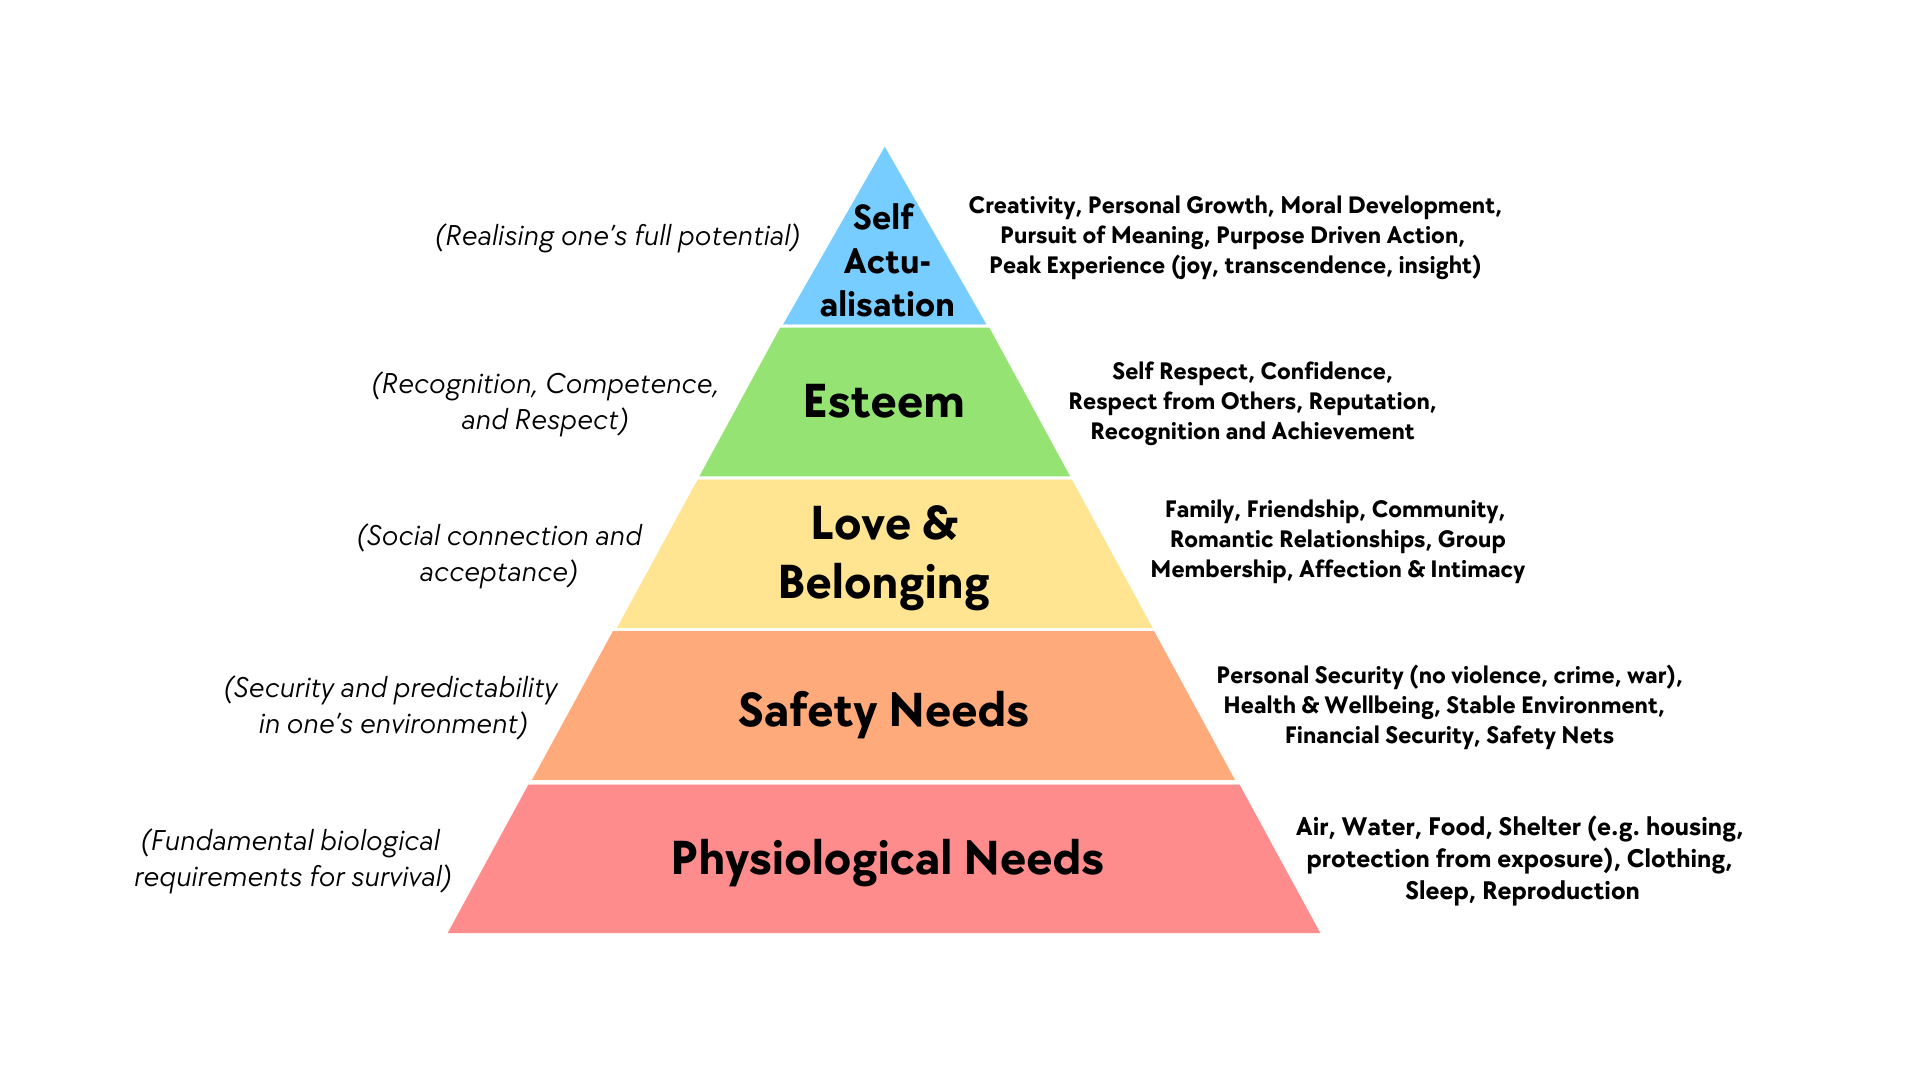 (Realising one's full potential)
Self
Actu-
alisation
Creativity, Personal Growth, Moral Development,
Pursuit of Meaning, Purpose Driven Action,
Peak Experience (joy, transcendence, insight)
(Recognition, Competence,
and Respect)
Esteem
Self Respect, Confidence,
Respect from Others, Reputation,
Recognition and Achievement
(Social connection and
acceptance)
Love &
Belonging
Family, Friendship, Community,
Romantic Relationships, Group
Membership, Affection & Intimacy
(Security and predictability
in one's environment)
Safety Needs
Personal Security (no violence, crime, war),
Health & Wellbeing, Stable Environment,
Financial Security, Safety Nets
(Fundamental biological
requirements for survival)
Physiological Needs
Air, Water, Food, Shelter (e.g. housing,
protection from exposure), Clothing,
Sleep, Reproduction